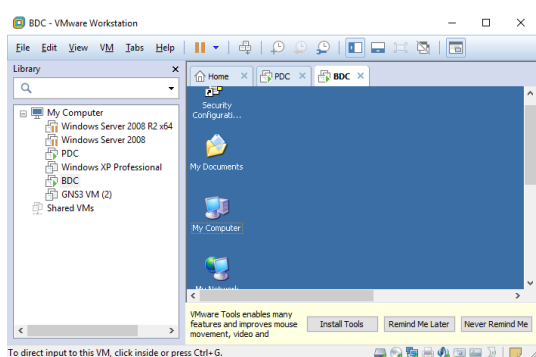 BDC - VMware Workstation
File Edit View VM Tabs Help
Library
Home
PDC
BDC
My Computer
Windows Server 2008 R2 x64
Windows Server 2008
PDC
Windows XP Professional
BDC
GNS3 VM (2)
Shared VMs
Security
Configurati...
My Documents
My Computer
VMware Tools enables many
features and improves mouse
movement, video and
Install Tools
Remind Me Later
Never Remind Me
To direct input to this VM, click inside or press Ctrl+G.